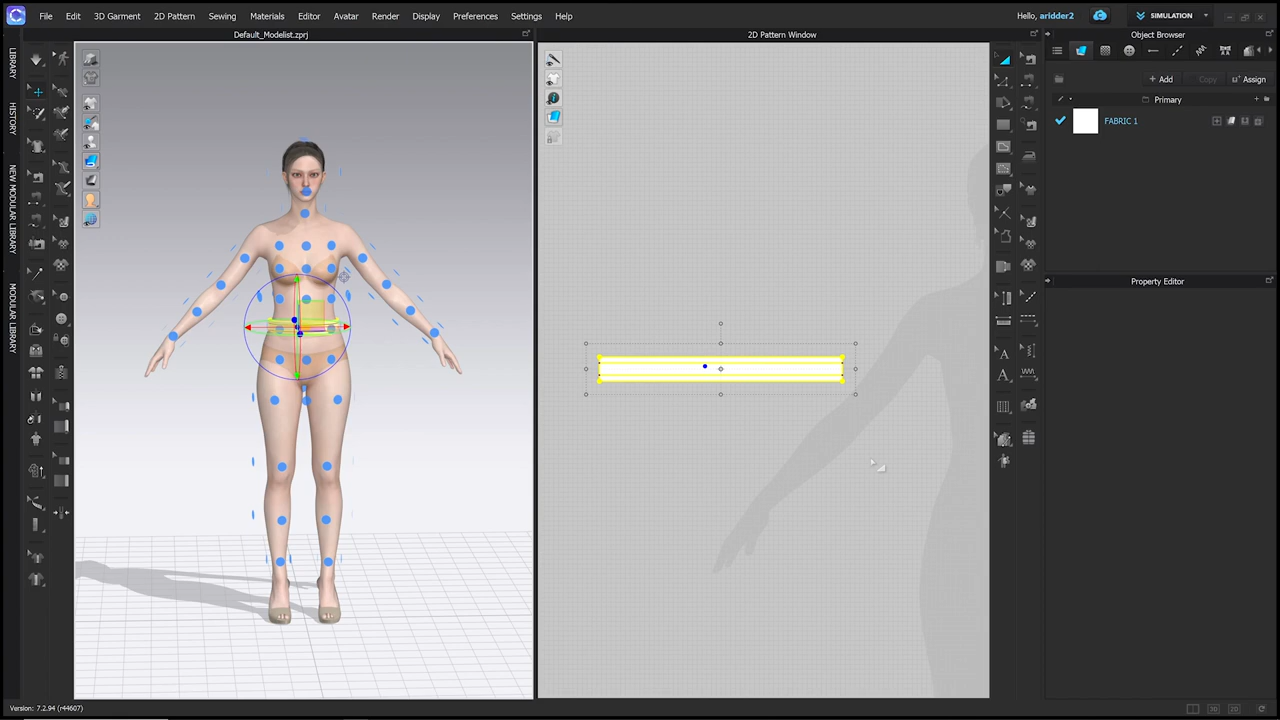 File Edit 3D Garment 2D Pattern Sewing Materials Editor Avatar Render Display Preferences Settings Help
Hello, aridder2
SIMULATION
Default_Modelist.zprj
2D Pattern Window
Object Browser
LIBRARY
HISTORY
NEW MODULAR LIBRARY
MODULAR LIBRARY
+ Add Copy Assign
Primary
FABRIC 1
Property Editor
Version: 7.2.94 (r44607)
3D 2D